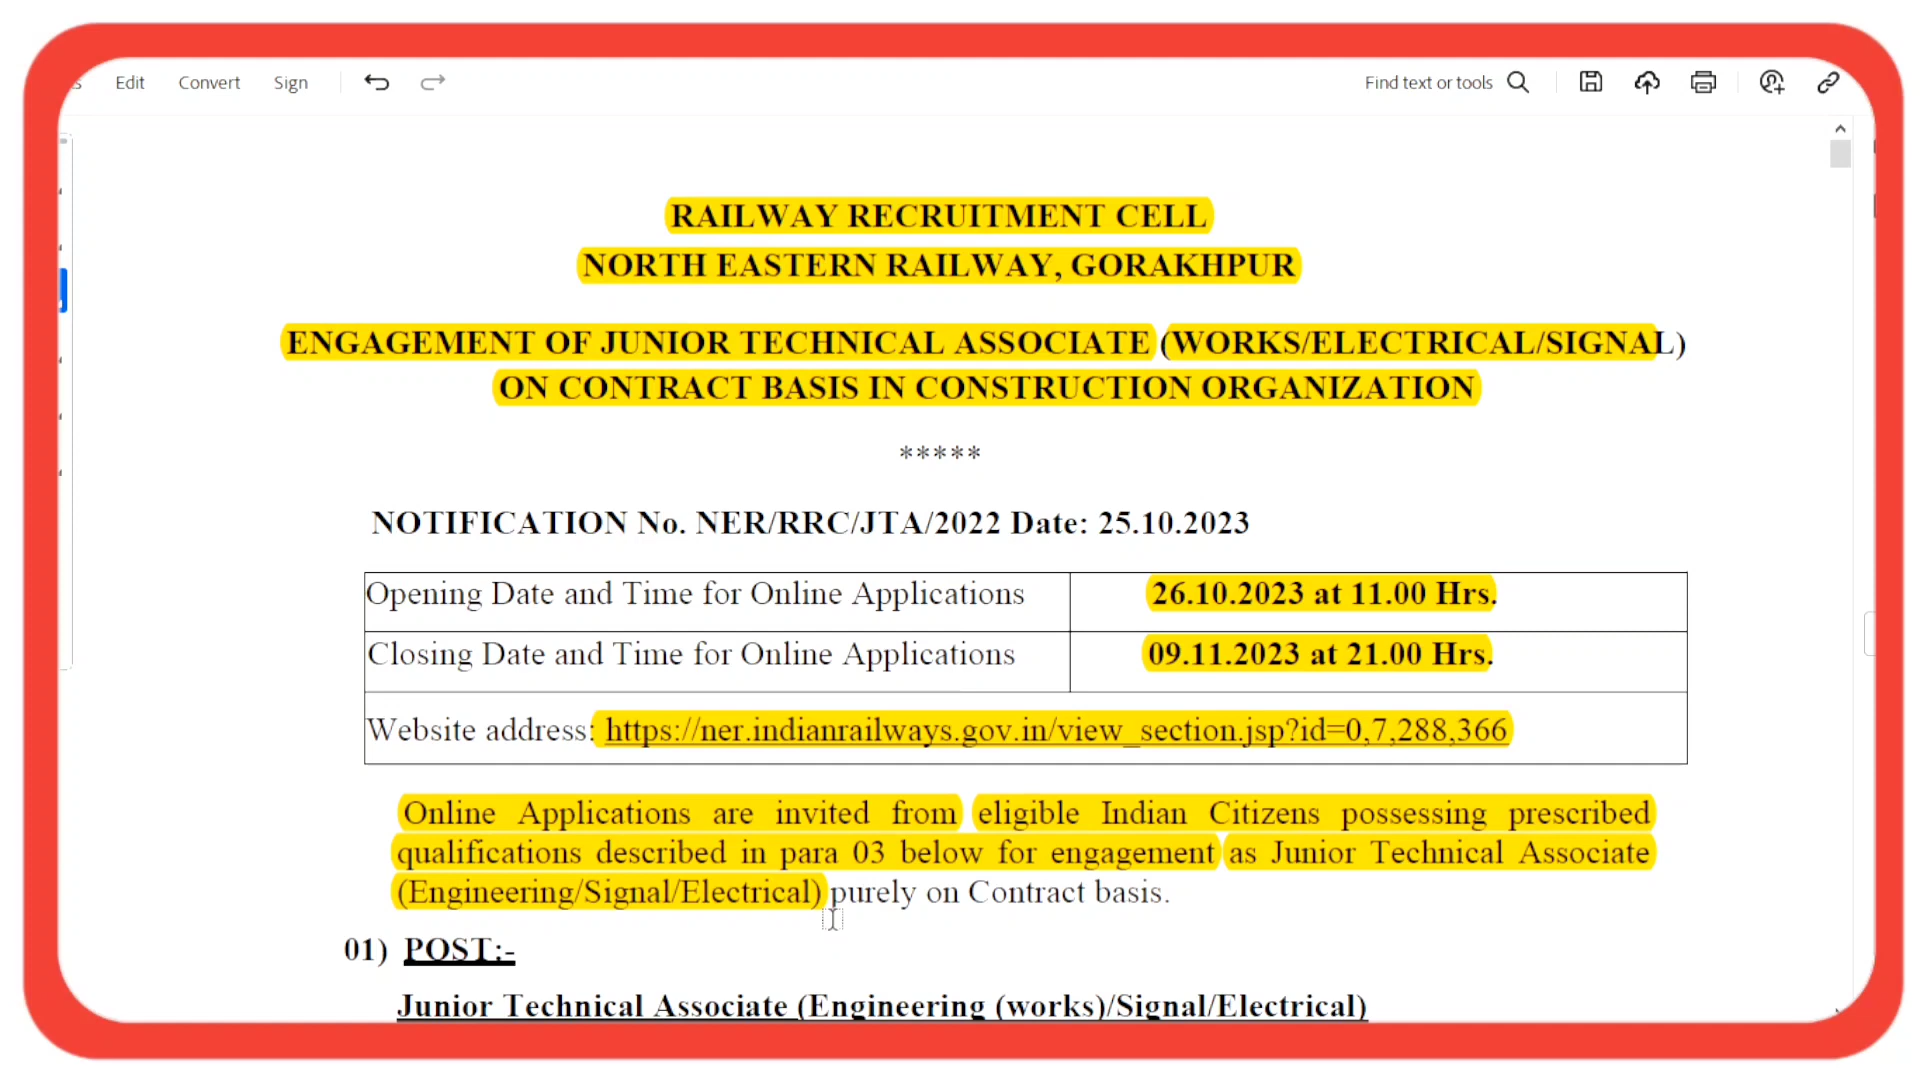 Edit Convert Sign Find text or tools
RAILWAY RECRUITMENT CELL
NORTH EASTERN RAILWAY, GORAKHPUR
ENGAGEMENT OF JUNIOR TECHNICAL ASSOCIATE (WORKS/ELECTRICAL/SIGNAL)
ON CONTRACT BASIS IN CONSTRUCTION ORGANIZATION
*****
NOTIFICATION No. NER/RRC/JTA/2022 Date: 25.10.2023
Opening Date and Time for Online Applications 26.10.2023 at 11.00 Hrs.
Closing Date and Time for Online Applications 09.11.2023 at 21.00 Hrs.
Website address: https://ner.indianrailways.gov.in/view_section.jsp?id=0,7,288,366
Online Applications are invited from eligible Indian Citizens possessing prescribed
qualifications described in para 03 below for engagement as Junior Technical Associate
(Engineering/Signal/Electrical) purely on Contract basis.
01) POST:-
Junior Technical Associate (Engineering (works)/Signal/Electrical)